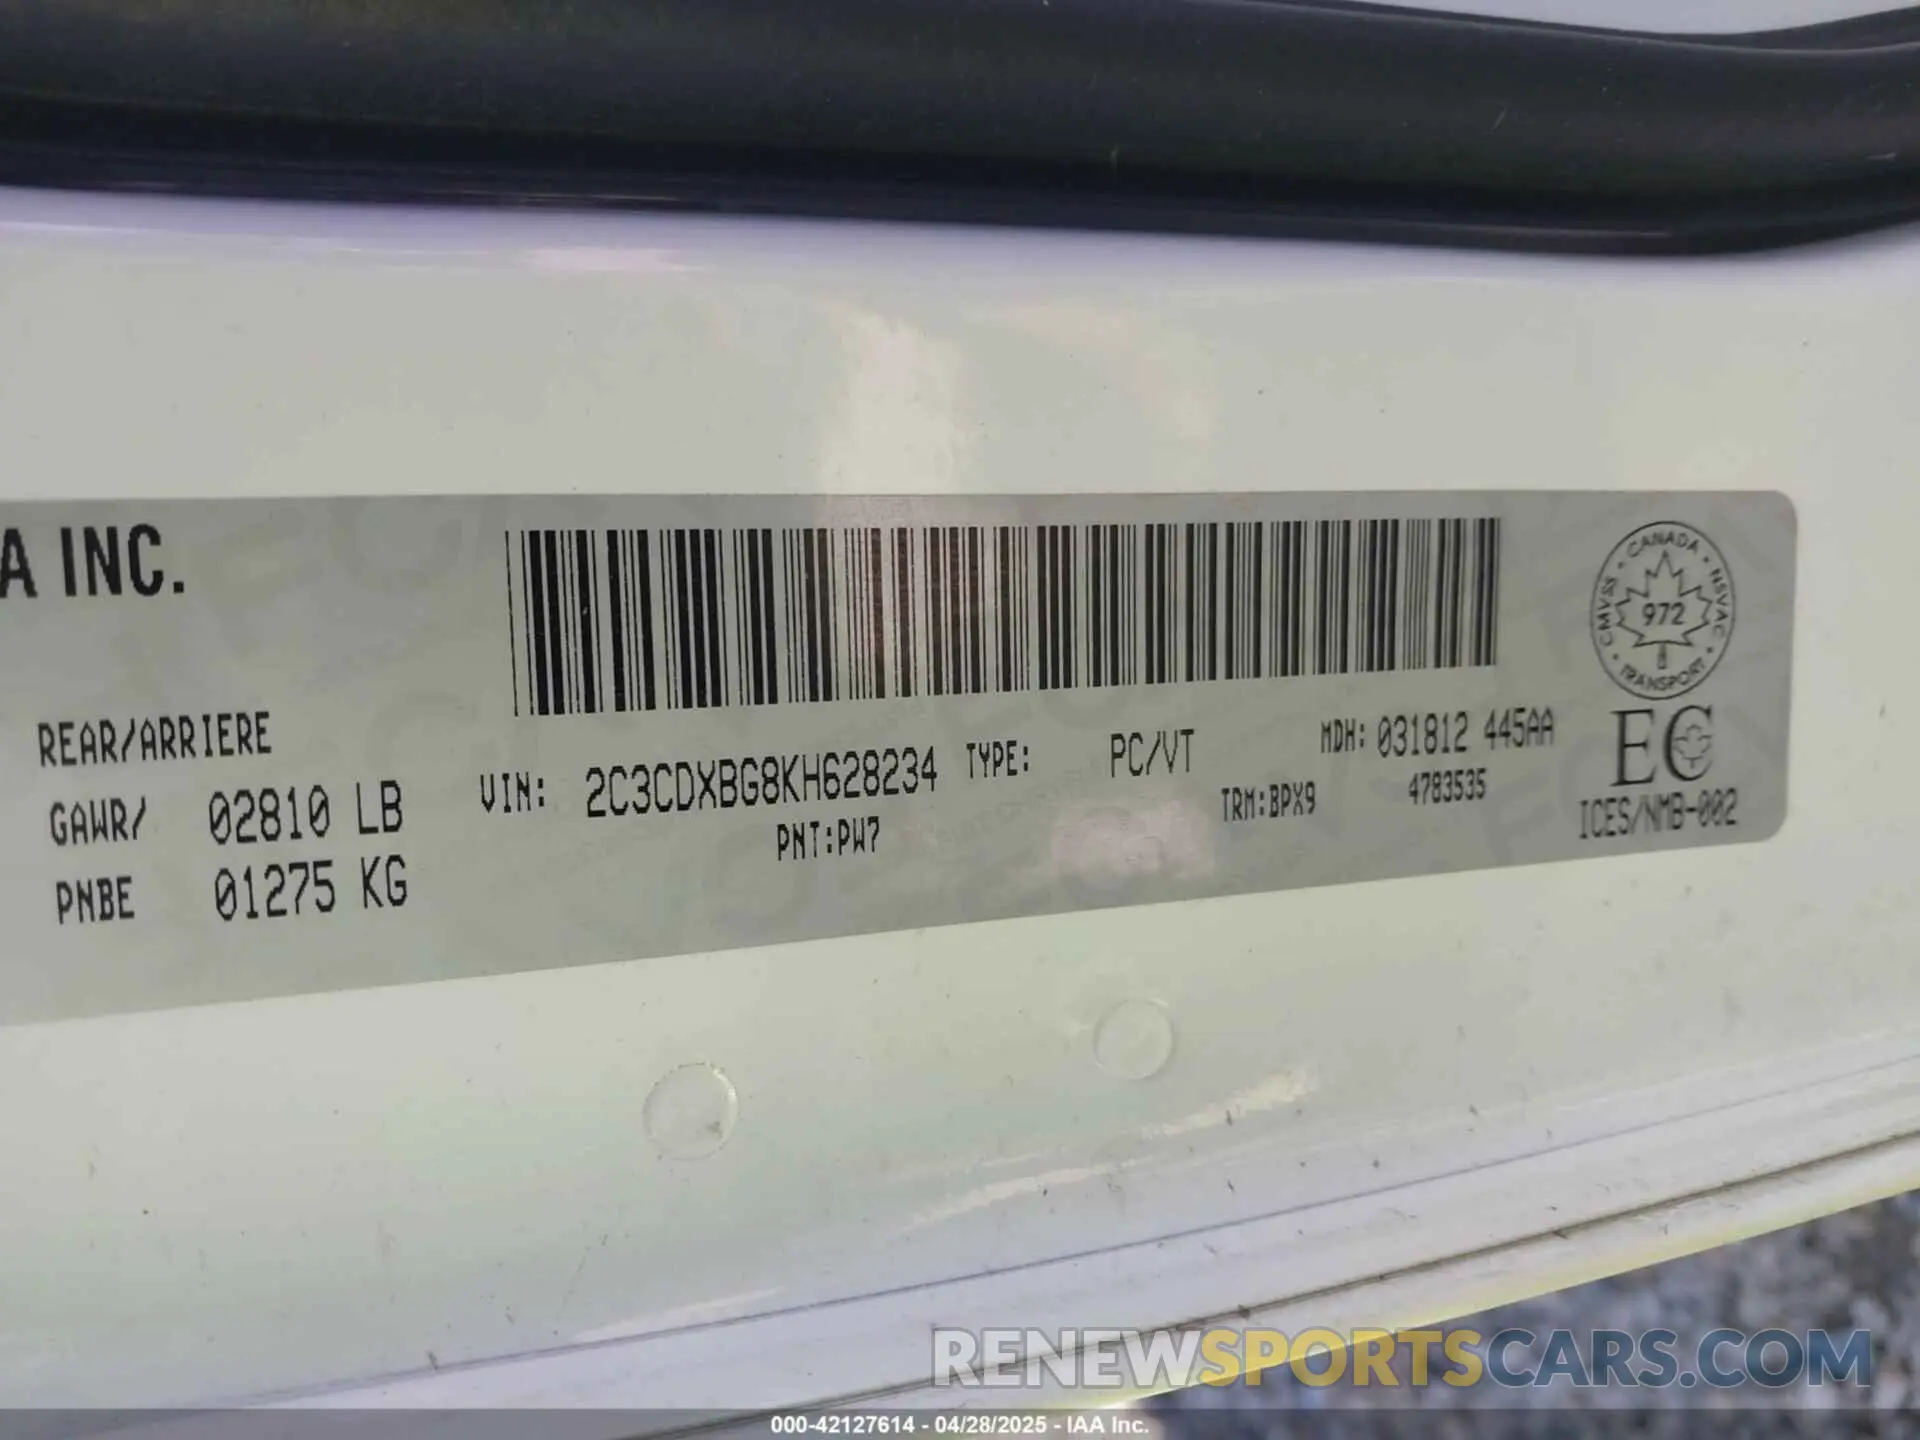 A INC.
REAR/ARRIERE
GAWR/ 02810 LB
PNBE 01275 KG
VIN: 2C3CDXBG8KH628234 TYPE: PC/VT
PNT:PW7
MDH: 031812 445AA
TRM:BPX9 4783535
CANADA • NSVAC • TRANSPORT • CMVSS •
972
EC
ICES/NMB-002
RENEWSPORTSCARS.COM
000-42127614 - 04/28/2025 - IAA Inc.